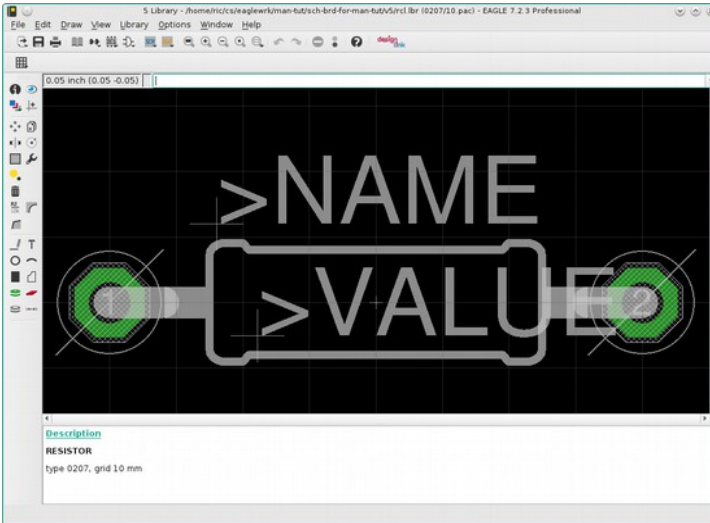 5 Library - /home/ric/cs/eaglewrk/man-tut/sch-brd-for-man-tut/v5/rcl.lbr (0207/10.pac) - EAGLE 7.2.3 Professional
File Edit Draw View Library Options Window Help
design link
0.05 inch (0.05 -0.05)
>NAME
1 >VALUE 2
Description
RESISTOR
type 0207, grid 10 mm